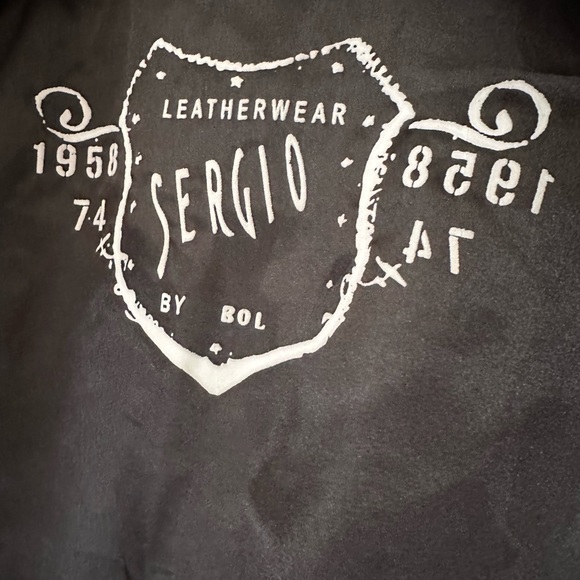 LEATHERWEAR
1958
SERGIO
1958
74
74
BY BOL